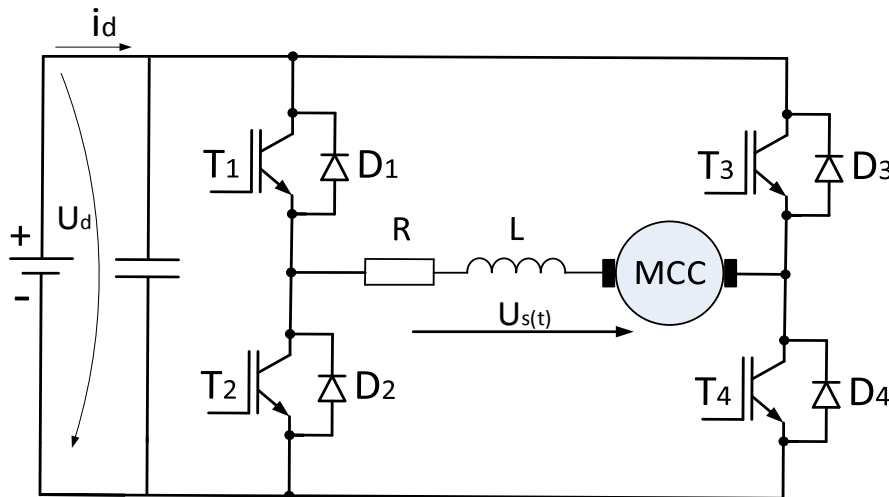 id
T1
D1
T3
D3
Ud
+
-
R
L
MCC
Us(t)
T2
D2
T4
D4